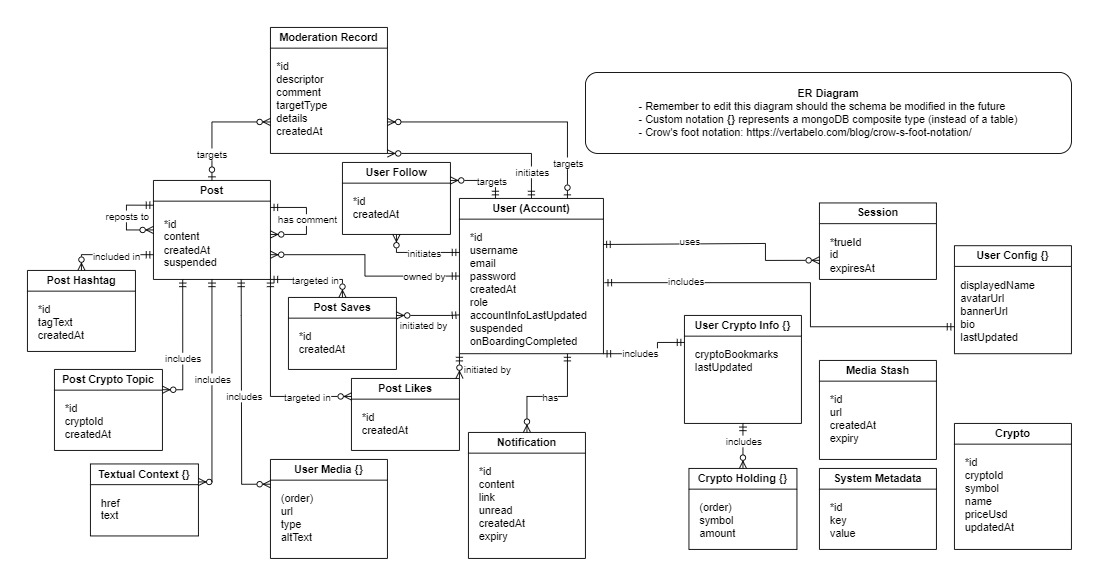 Moderation Record
*id
descriptor
comment
targetType
details
createdAt
ER Diagram
- Remember to edit this diagram should the schema be modified in the future
- Custom notation {} represents a mongoDB composite type (instead of a table)
- Crow's foot notation: https://vertabelo.com/blog/crow-s-foot-notation/
targets
initiates
targets
User Follow
*id
createdAt
targets
initiates
Post
*id
content
createdAt
suspended
reposts to
has comment
included in
targeted in
owned by
User (Account)
*id
username
email
password
createdAt
role
accountInfoLastUpdated
suspended
onBoardingCompleted
uses
includes
includes
Session
*trueId
id
expiresAt
User Config {}
displayedName
avatarUrl
bannerUrl
bio
lastUpdated
Post Hashtag
*id
tagText
createdAt
Post Saves
*id
createdAt
initiated by
User Crypto Info {}
cryptoBookmarks
lastUpdated
includes
includes
includes
Post Crypto Topic
*id
cryptoId
createdAt
Post Likes
*id
createdAt
targeted in
initiated by
has
Media Stash
*id
url
createdAt
expiry
Crypto
*id
cryptoId
symbol
name
priceUsd
updatedAt
Textual Context {}
href
text
User Media {}
(order)
url
type
altText
Notification
*id
content
link
unread
createdAt
expiry
includes
Crypto Holding {}
(order)
symbol
amount
System Metadata
*id
key
value